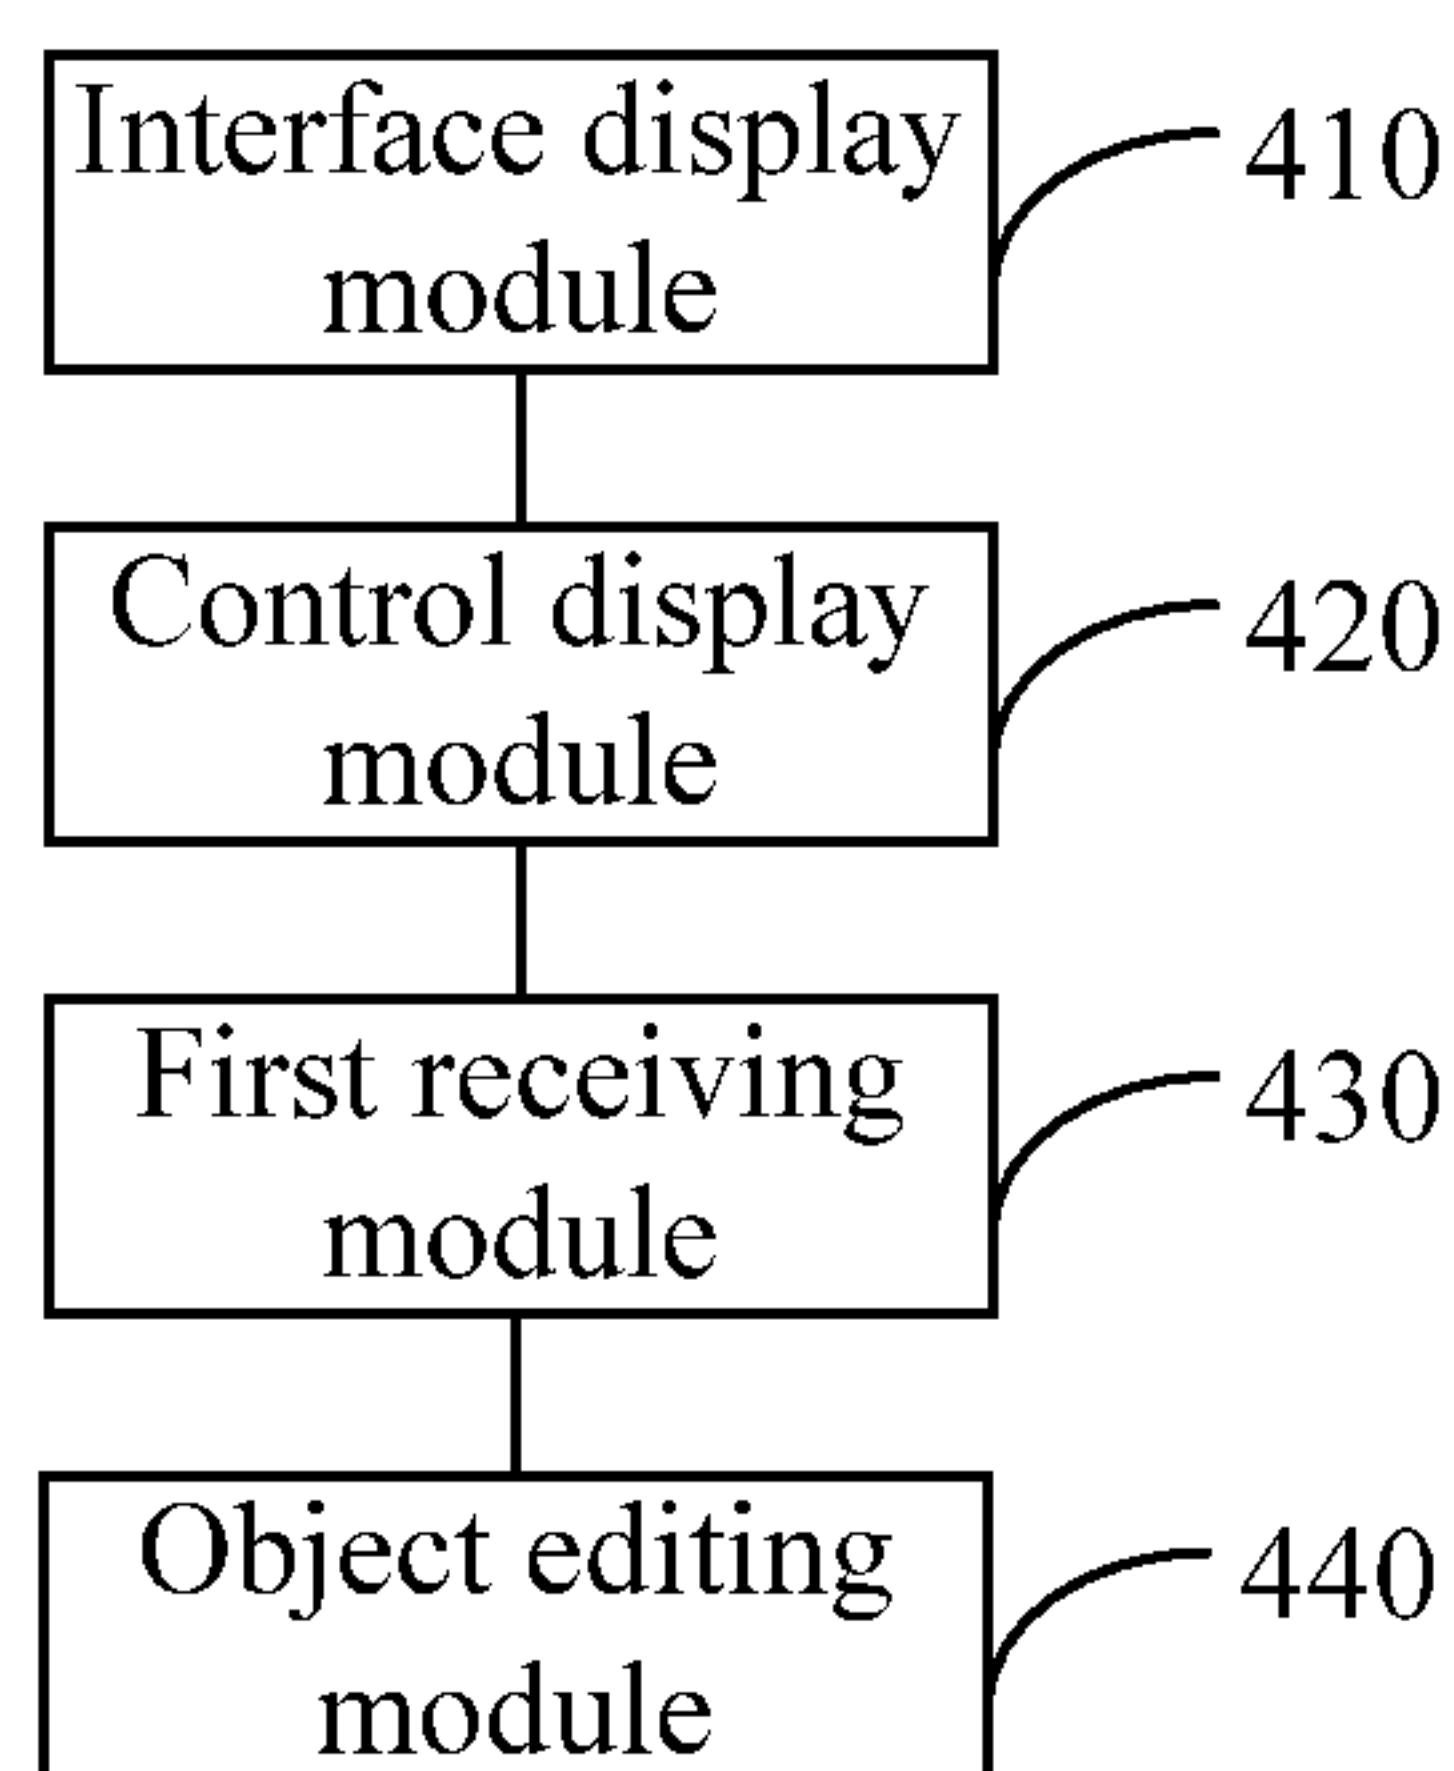 Interface display
module
410
Control display
module
420
First receiving
module
430
Object editing
module
440